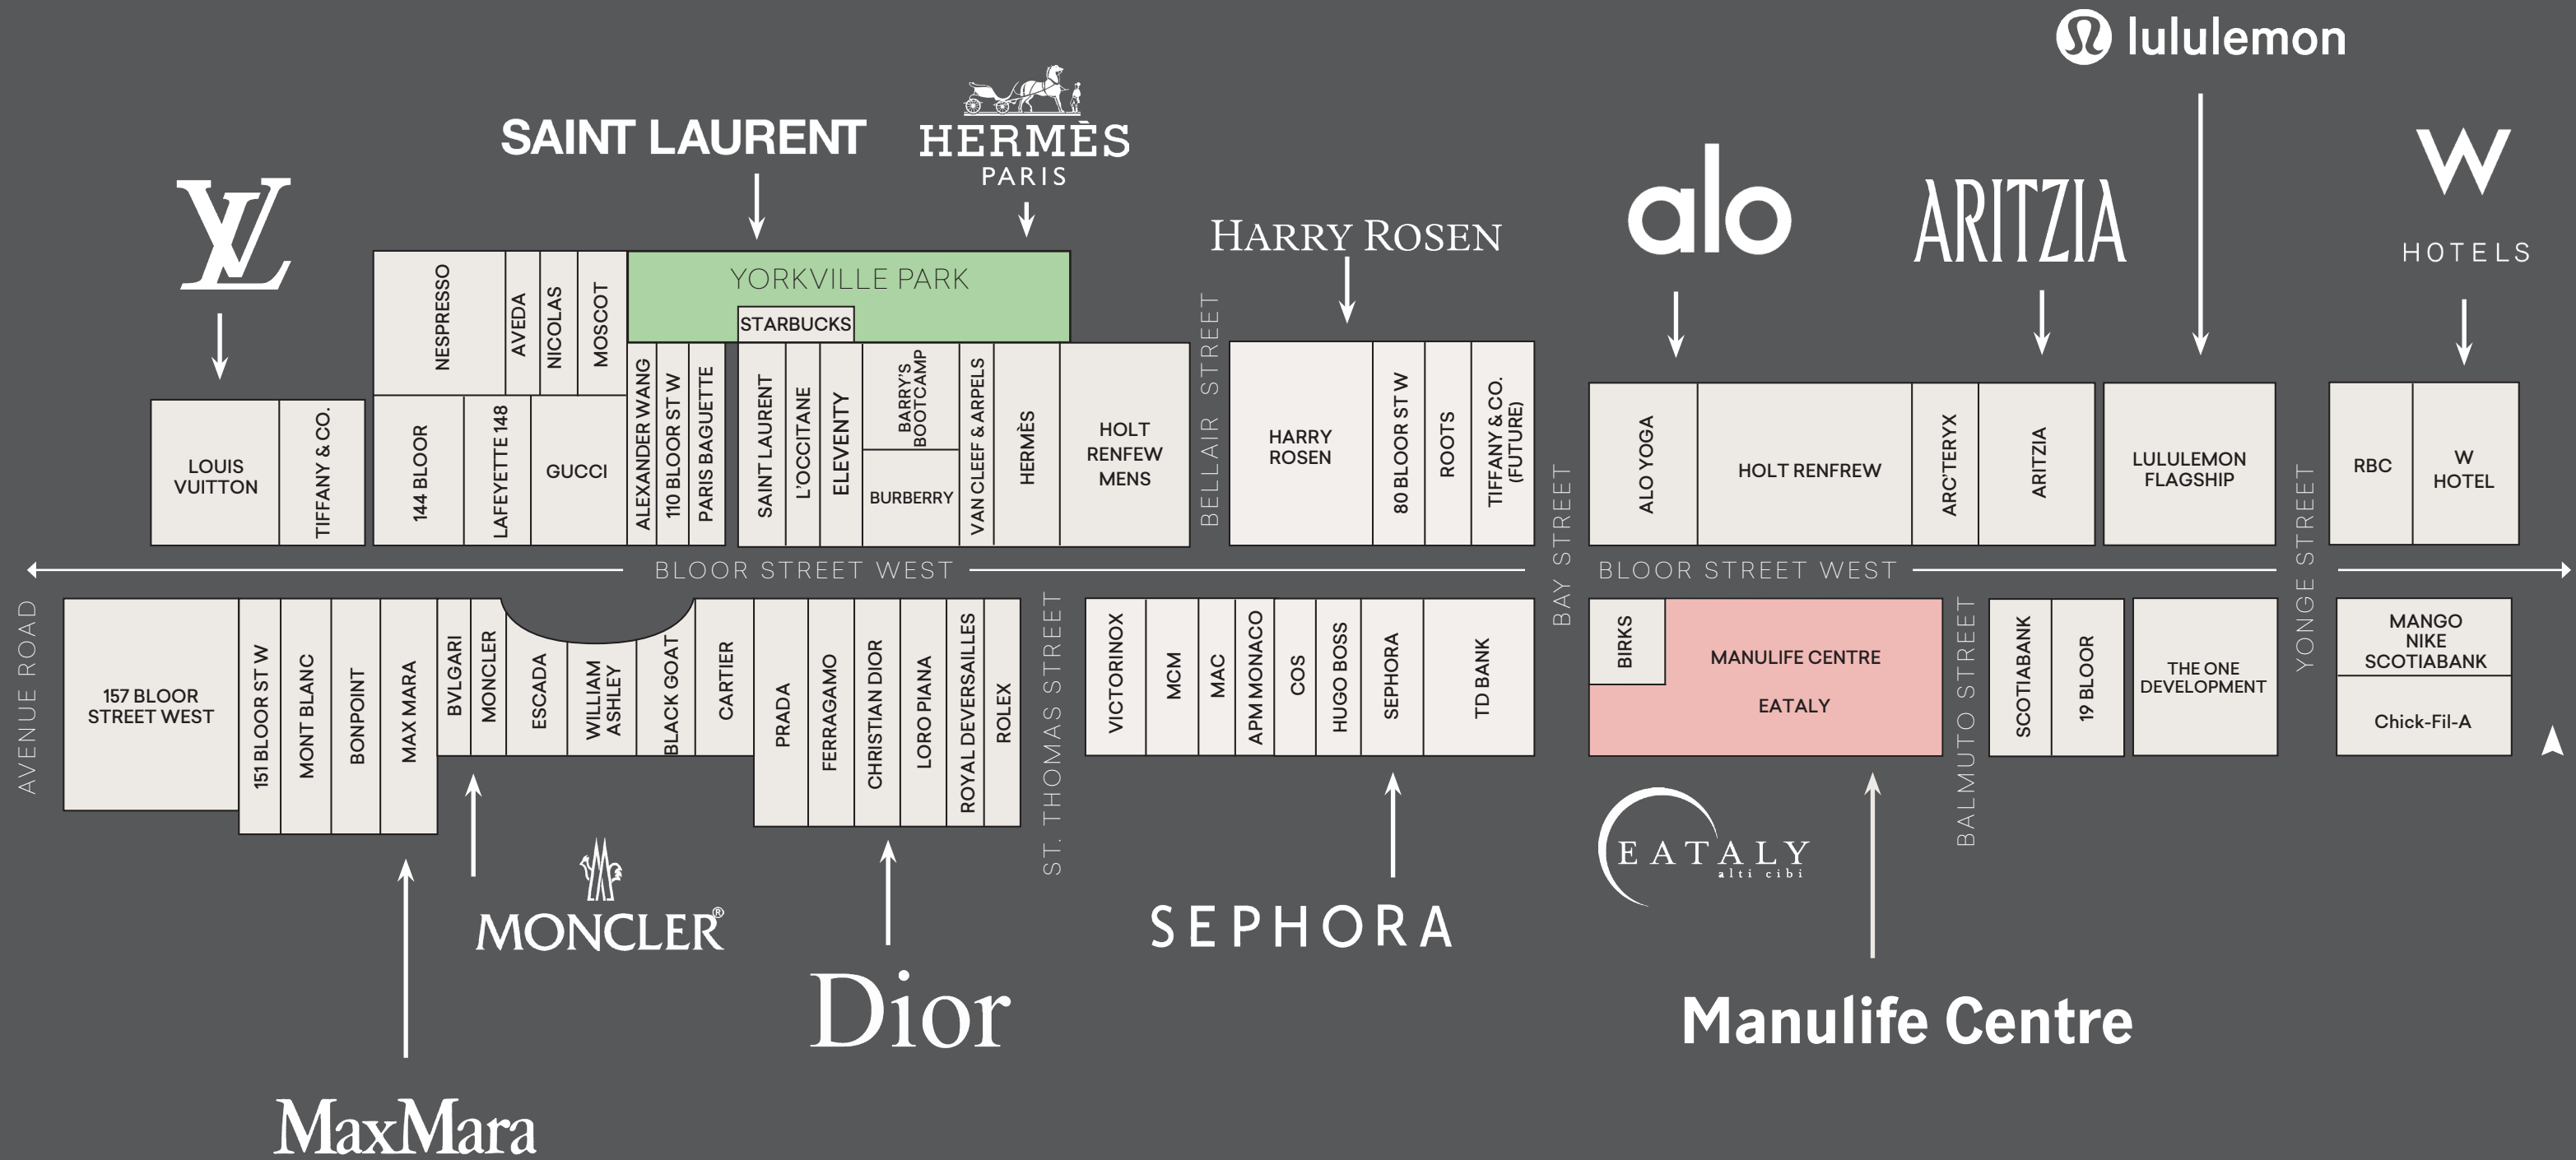 lululemon
SAINT LAURENT
HERMÈS
PARIS
LV
HARRY ROSEN
alo
ARITZIA
W
HOTELS
NESPRESSO
AVEDA
NICOLAS
MOSCOT
YORKVILLE PARK
STARBUCKS
LOUIS
VUITTON
TIFFANY & CO.
144 BLOOR
LAFFEYETTE 148
GUCCI
ALEXANDER WANG
110 BLOOR ST W
PARIS BAGUETTE
SAINT LAURENT
L'OCCITANE
ELEVENTY
BARRY'S
BOOTCAMP
BURBERRY
VAN CLEEF & ARPELS
HERMÈS
HOLT
RENFEW
MENS
BELLAIR STREET
HARRY
ROSEN
80 BLOOR ST W
ROOTS
TIFFANY & CO.
(FUTURE)
BAY STREET
ALO YOGA
HOLT RENFREW
ARC'TERYX
ARITZIA
LULULEMON
FLAGSHIP
YONGE STREET
RBC
W
HOTEL
BLOOR STREET WEST
BLOOR STREET WEST
AVENUE ROAD
157 BLOOR
STREET WEST
151 BLOOR ST W
MONT BLANC
BONPOINT
MAX MARA
BVLGARI
MONCLER
ESCADA
WILLIAM
ASHLEY
BLACK GOAT
CARTIER
PRADA
FERRAGAMO
CHRISTIAN DIOR
LORO PIANA
ROYAL DEVERSAILLES
ROLEX
ST. THOMAS STREET
VICTORINOX
MCM
MAC
APM MONACO
COS
HUGO BOSS
SEPHORA
TD BANK
BIRKS
MANULIFE CENTRE
EATALY
BALMUTO STREET
SCOTIABANK
19 BLOOR
THE ONE
DEVELOPMENT
MANGO
NIKE
SCOTIABANK
Chick-Fil-A
MONCLER®
Dior
SEPHORA
EATALY
alti cibi
Manulife Centre
MaxMara